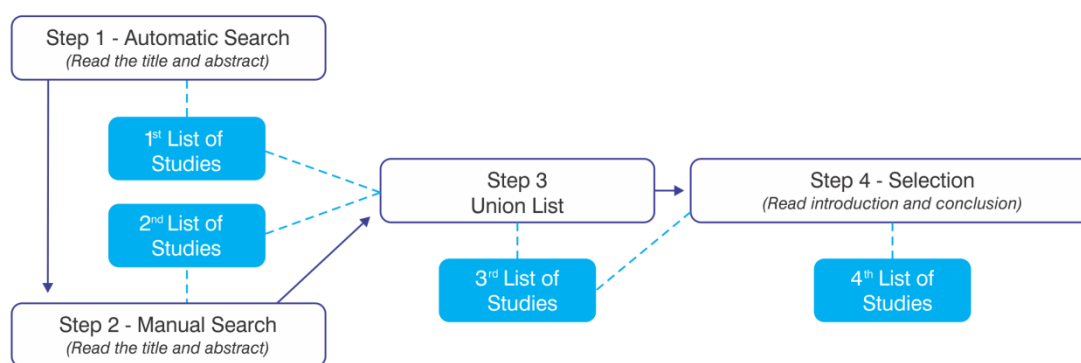 Step 1 - Automatic Search
(Read the title and abstract)
1st List of
Studies
2nd List of
Studies
Step 2 - Manual Search
(Read the title and abstract)
Step 3
Union List
3rd List of
Studies
Step 4 - Selection
(Read introduction and conclusion)
4th List of
Studies